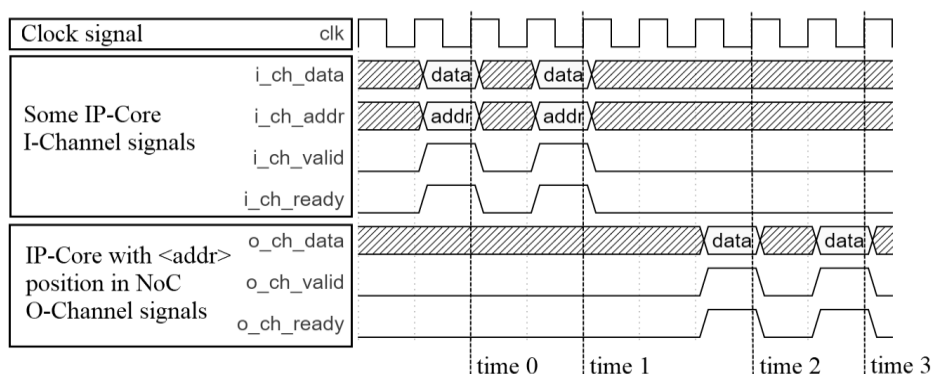 Clock signal clk
i_ch_data data data
Some IP-Core
I-Channel signals
i_ch_addr addr addr
i_ch_valid
i_ch_ready
IP-Core with <addr>
position in NoC
O-Channel signals
o_ch_data data data
o_ch_valid
o_ch_ready
time 0 time 1 time 2 time 3